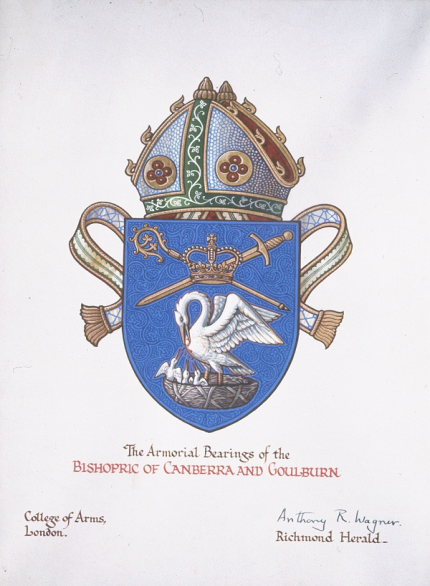 The Armorial Bearings of the
BISHOPRIC OF CANBERRA AND GOULBURN
College of Arms,
London.
Anthony R. Wagner.
Richmond Herald.